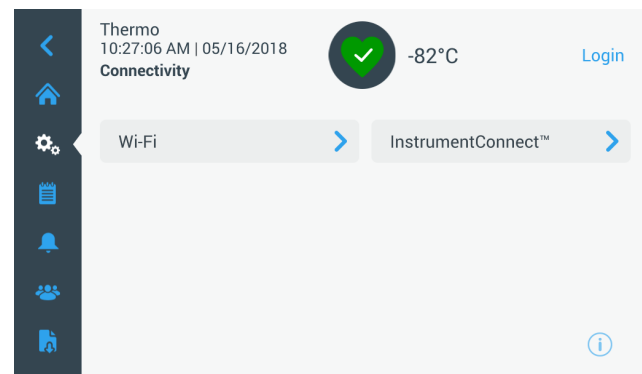 Thermo
10:27:06 AM | 05/16/2018
Connectivity
-82°C
Login
Wi-Fi
InstrumentConnect™